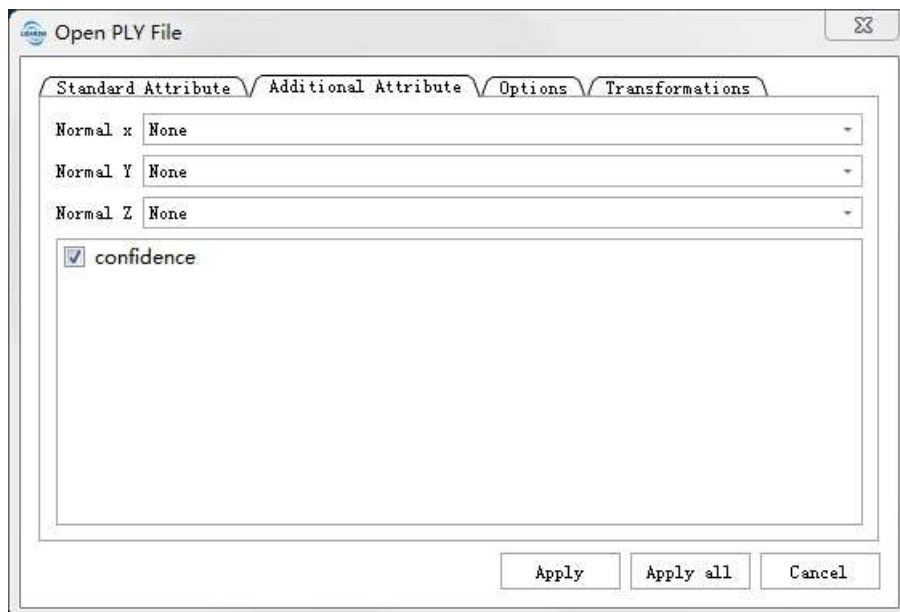 Open PLY File
Standard Attribute Additional Attribute Options Transformations
Normal x None
Normal Y None
Normal Z None
confidence
Apply Apply all Cancel